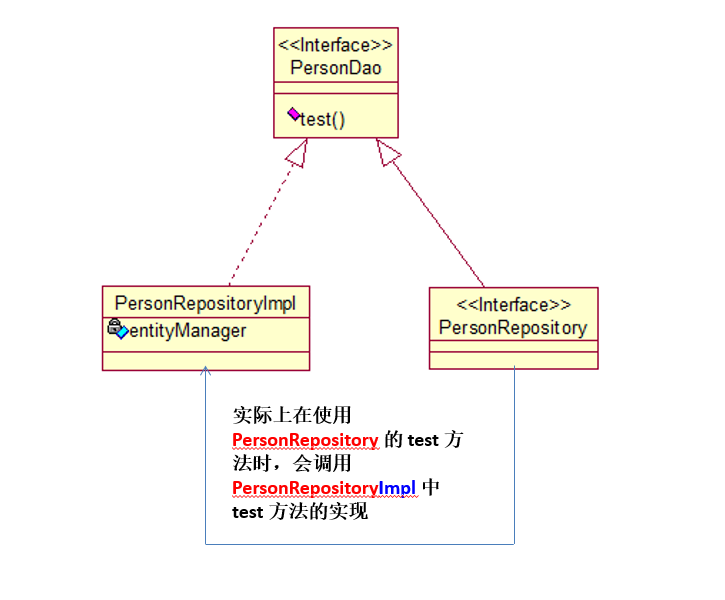 <<Interface>>
PersonDao
test()
PersonRepositoryImpl
entityManager
<<Interface>>
PersonRepository
实际上在使用
PersonRepository 的 test 方
法时，会调用
PersonRepositoryImpl 中
test 方法的实现